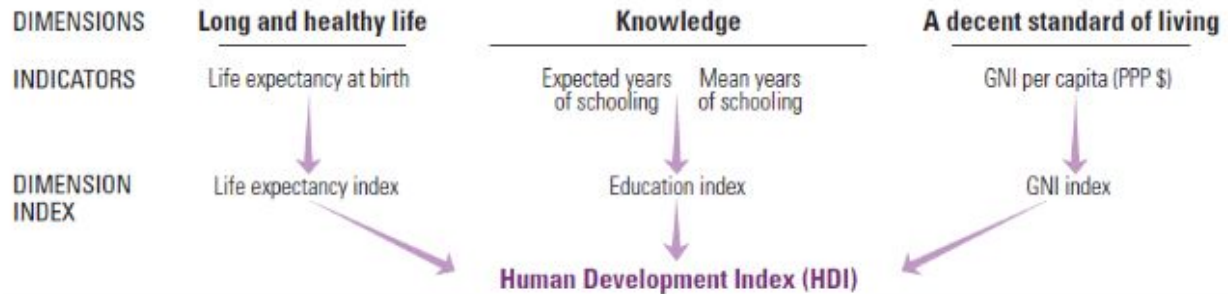 DIMENSIONS Long and healthy life Knowledge A decent standard of living
INDICATORS Life expectancy at birth Expected years of schooling Mean years of schooling GNI per capita (PPP $)
DIMENSION INDEX Life expectancy index Education index GNI index
Human Development Index (HDI)